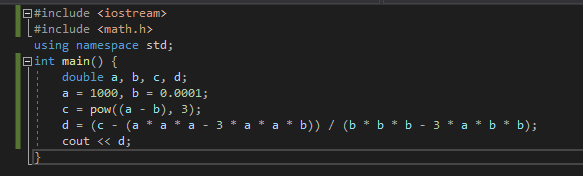 #include <iostream>
#include <math.h>
using namespace std;
int main() {
double a, b, c, d;
a = 1000, b = 0.0001;
c = pow((a - b), 3);
d = (c - (a * a * a - 3 * a * a * b)) / (b * b * b - 3 * a * b * b);
cout << d;
}